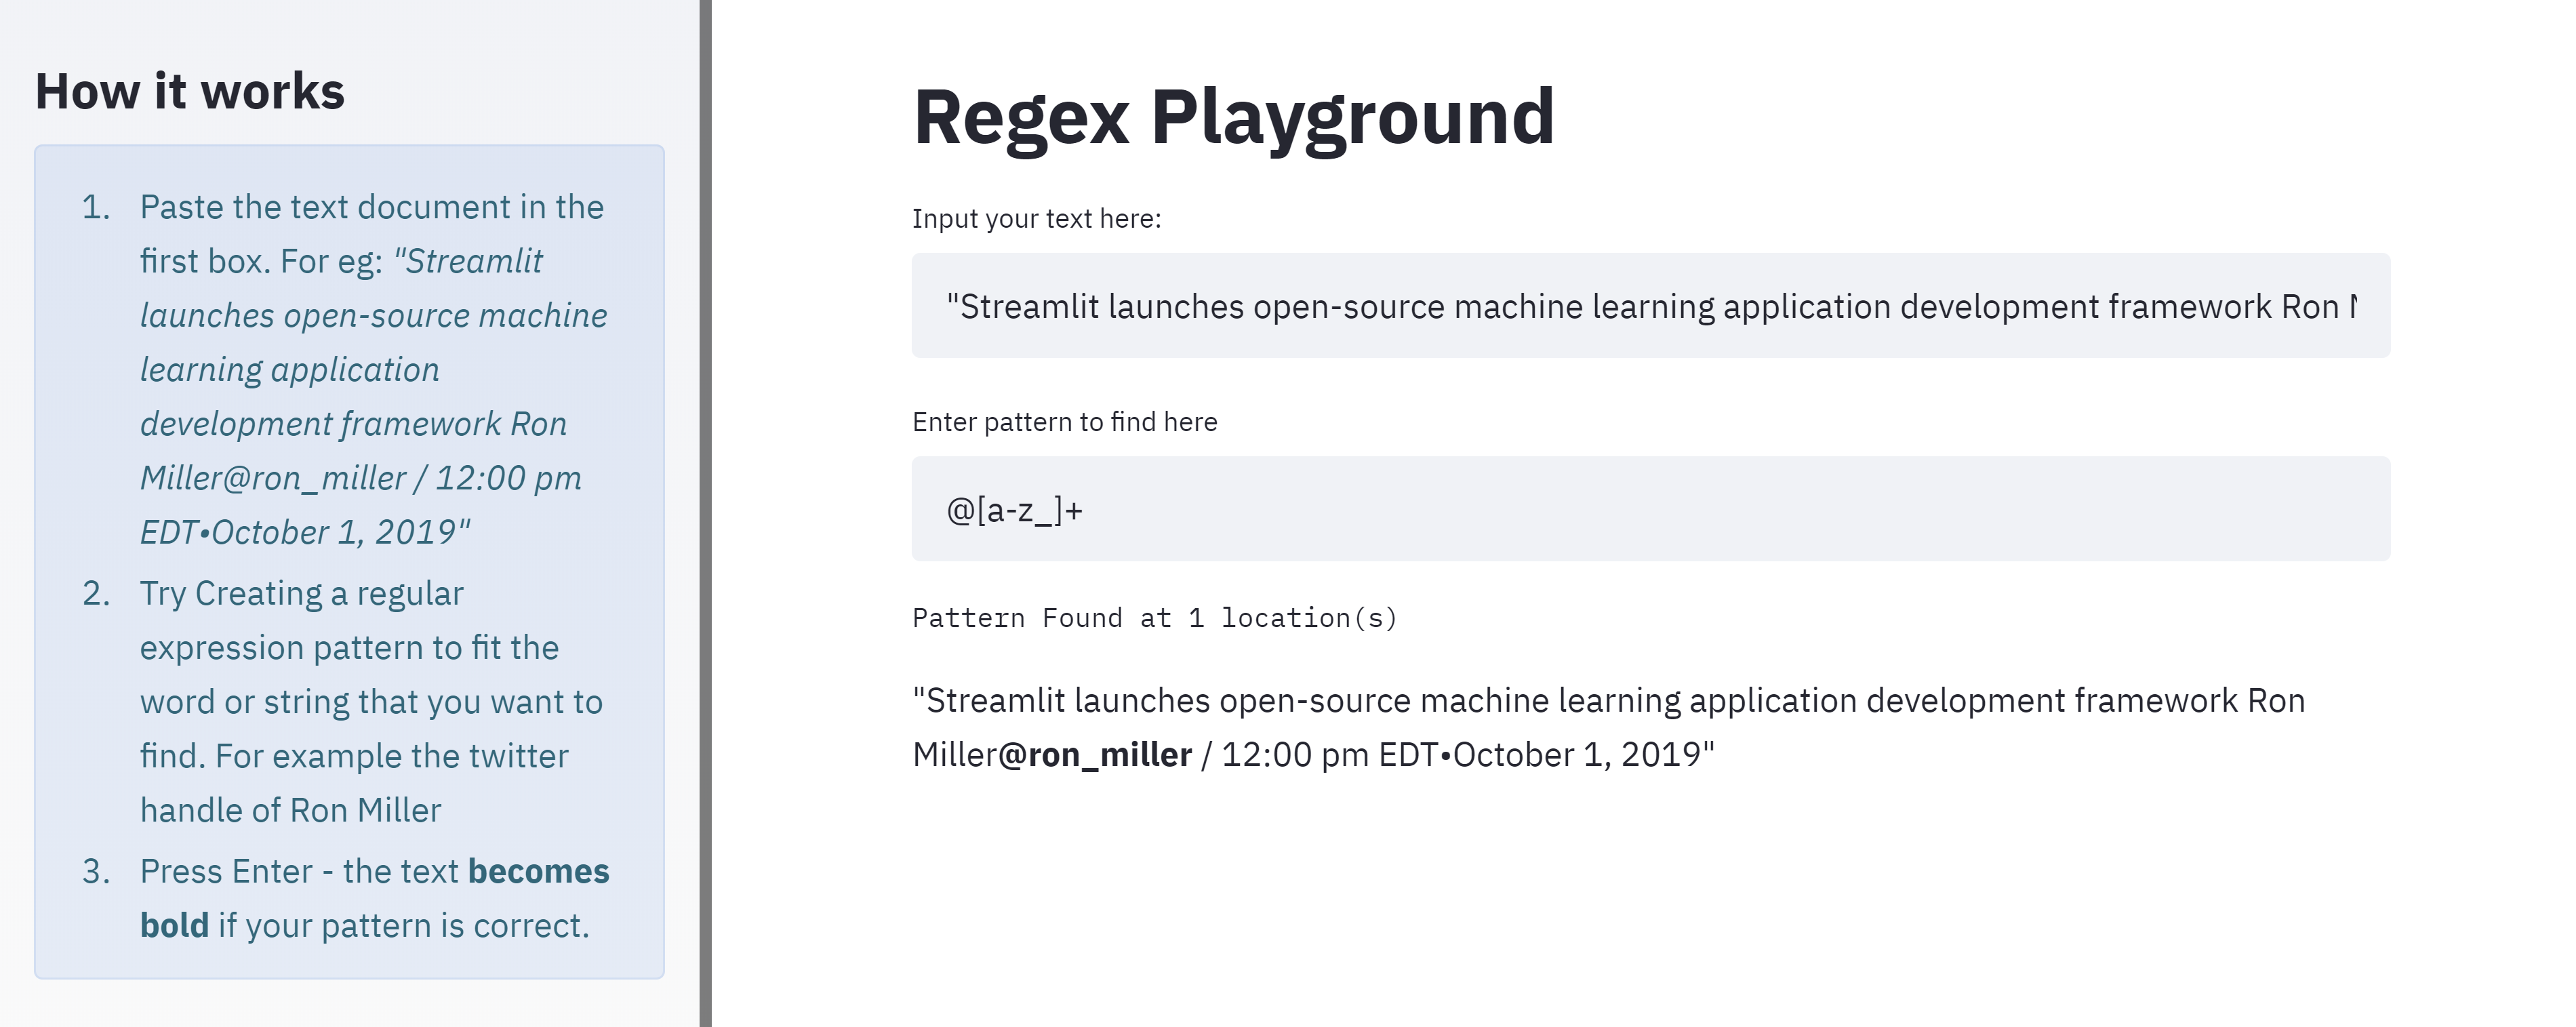 How it works
1. Paste the text document in the
first box. For eg: "Streamlit
launches open-source machine
learning application
development framework Ron
Miller@ron_miller / 12:00 pm
EDT•October 1, 2019"
2. Try Creating a regular
expression pattern to fit the
word or string that you want to
find. For example the twitter
handle of Ron Miller
3. Press Enter - the text becomes
bold if your pattern is correct.
Regex Playground
Input your text here:
"Streamlit launches open-source machine learning application development framework Ron
Enter pattern to find here
@[a-z_]+
Pattern Found at 1 location(s)
"Streamlit launches open-source machine learning application development framework Ron
Miller@ron_miller / 12:00 pm EDT•October 1, 2019"